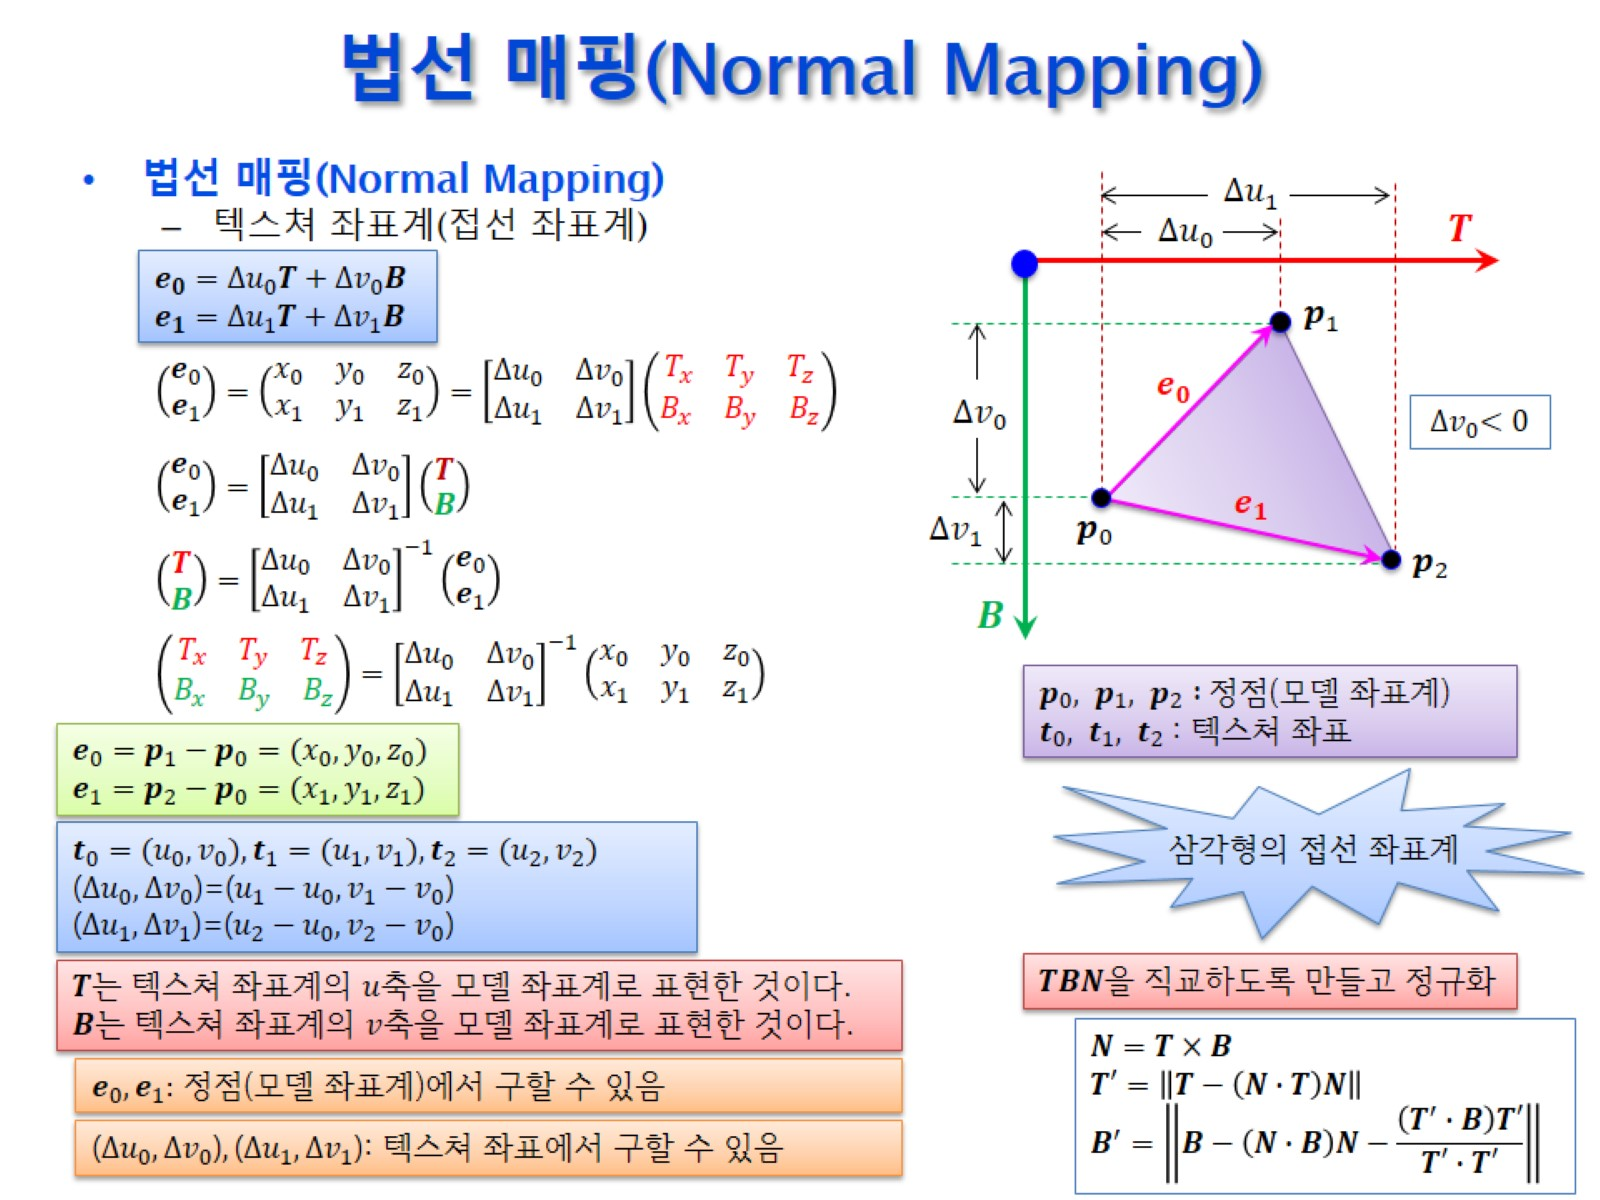 법선 매핑(Normal Mapping)
• 법선 매핑(Normal Mapping)
– 텍스쳐 좌표계(접선 좌표계)
e₀ = Δu₀T + Δv₀B
e₁ = Δu₁T + Δv₁B
(e₀ e₁) = (x₀ y₀ z₀ x₁ y₁ z₁) = [Δu₀ Δv₀ Δu₁ Δv₁] (Tₓ T_y T_z Bₓ B_y B_z)
(e₀ e₁) = [Δu₀ Δv₀ Δu₁ Δv₁] (T B)
(T B) = [Δu₀ Δv₀ Δu₁ Δv₁]⁻¹ (e₀ e₁)
(Tₓ T_y T_z Bₓ B_y B_z) = [Δu₀ Δv₀ Δu₁ Δv₁]⁻¹ (x₀ y₀ z₀ x₁ y₁ z₁)
e₀ = p₁ − p₀ = (x₀, y₀, z₀)
e₁ = p₂ − p₀ = (x₁, y₁, z₁)
t₀ = (u₀, v₀), t₁ = (u₁, v₁), t₂ = (u₂, v₂)
(Δu₀, Δv₀)=(u₁ − u₀, v₁ − v₀)
(Δu₁, Δv₁)=(u₂ − u₀, v₂ − v₀)
T는 텍스쳐 좌표계의 u축을 모델 좌표계로 표현한 것이다.
B는 텍스쳐 좌표계의 v축을 모델 좌표계로 표현한 것이다.
e₀, e₁: 정점(모델 좌표계)에서 구할 수 있음
(Δu₀, Δv₀), (Δu₁, Δv₁): 텍스쳐 좌표에서 구할 수 있음
Δu₁
Δu₀
T
p₁
e₀
Δv₀
Δv₀< 0
e₁
p₀
Δv₁
p₂
B
p₀, p₁, p₂ : 정점(모델 좌표계)
t₀, t₁, t₂ : 텍스쳐 좌표
삼각형의 접선 좌표계
TBN을 직교하도록 만들고 정규화
N = T × B
T′ = ‖T − (N · T)N‖
B′ = ‖B − (N · B)N − (T′ · B)T′ / T′ · T′‖